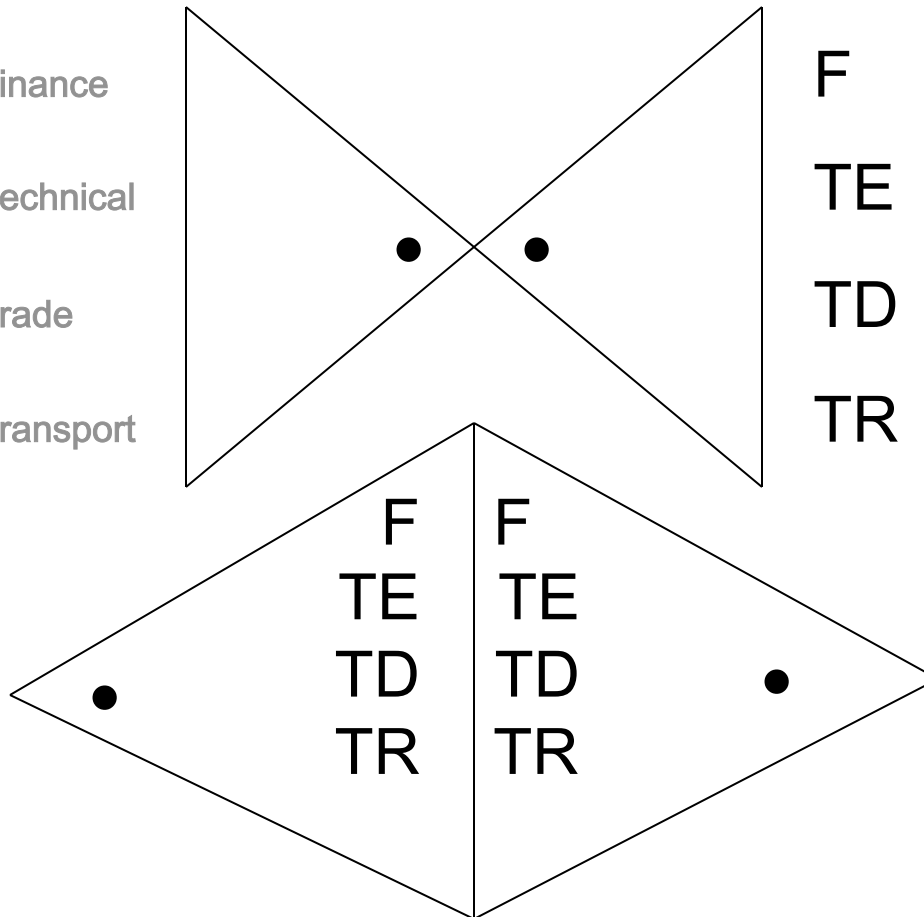 inance F
echnical TE
rade TD
ransport TR
F F
TE TE
TD TD
TR TR